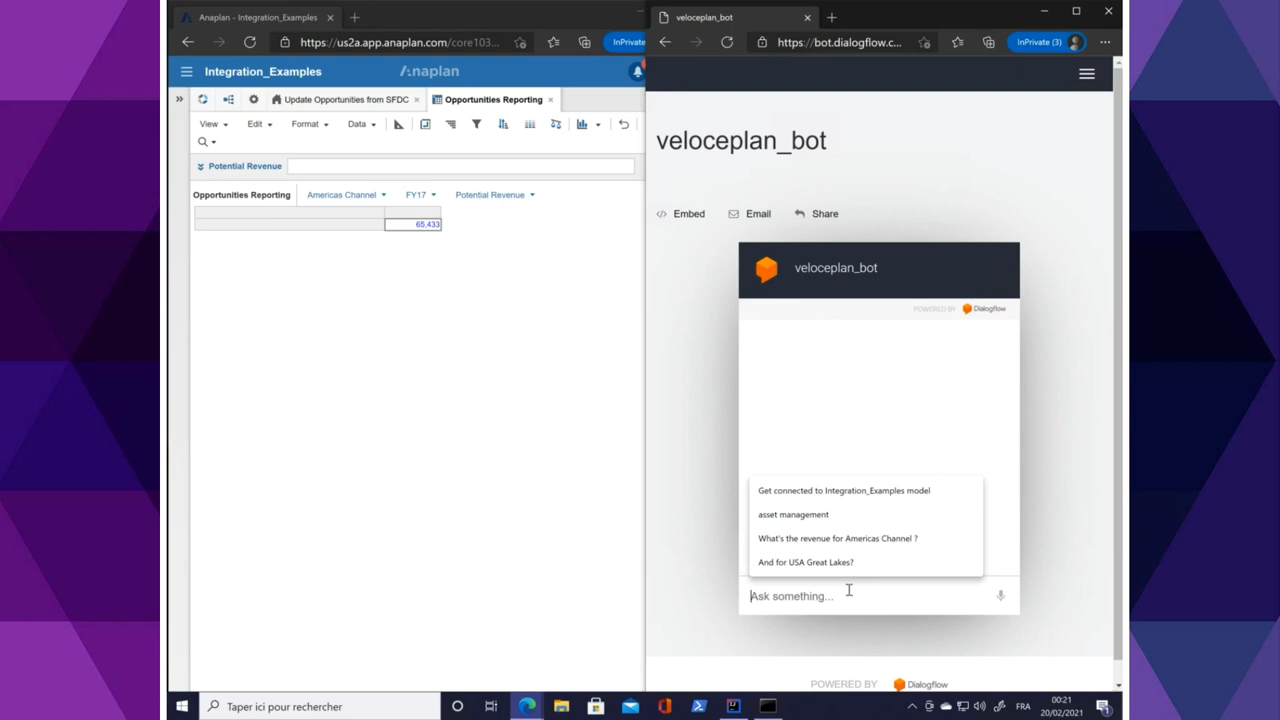 Anaplan - Integration_Examples
https://us2a.app.anaplan.com/core103...
InPrivate
Integration_Examples
Anaplan
Update Opportunities from SFDC
Opportunities Reporting
View
Edit
Format
Data
Potential Revenue
Opportunities Reporting
Americas Channel
FY17
Potential Revenue
65,433
veloceplan_bot
https://bot.dialogflow.c...
InPrivate (3)
veloceplan_bot
Embed
Email
Share
veloceplan_bot
POWERED BY Dialogflow
Get connected to Integration_Examples model
asset management
What's the revenue for Americas Channel ?
And for USA Great Lakes?
Ask something...
POWERED BY Dialogflow
Taper ici pour rechercher
FRA
00:21
20/02/2021
1